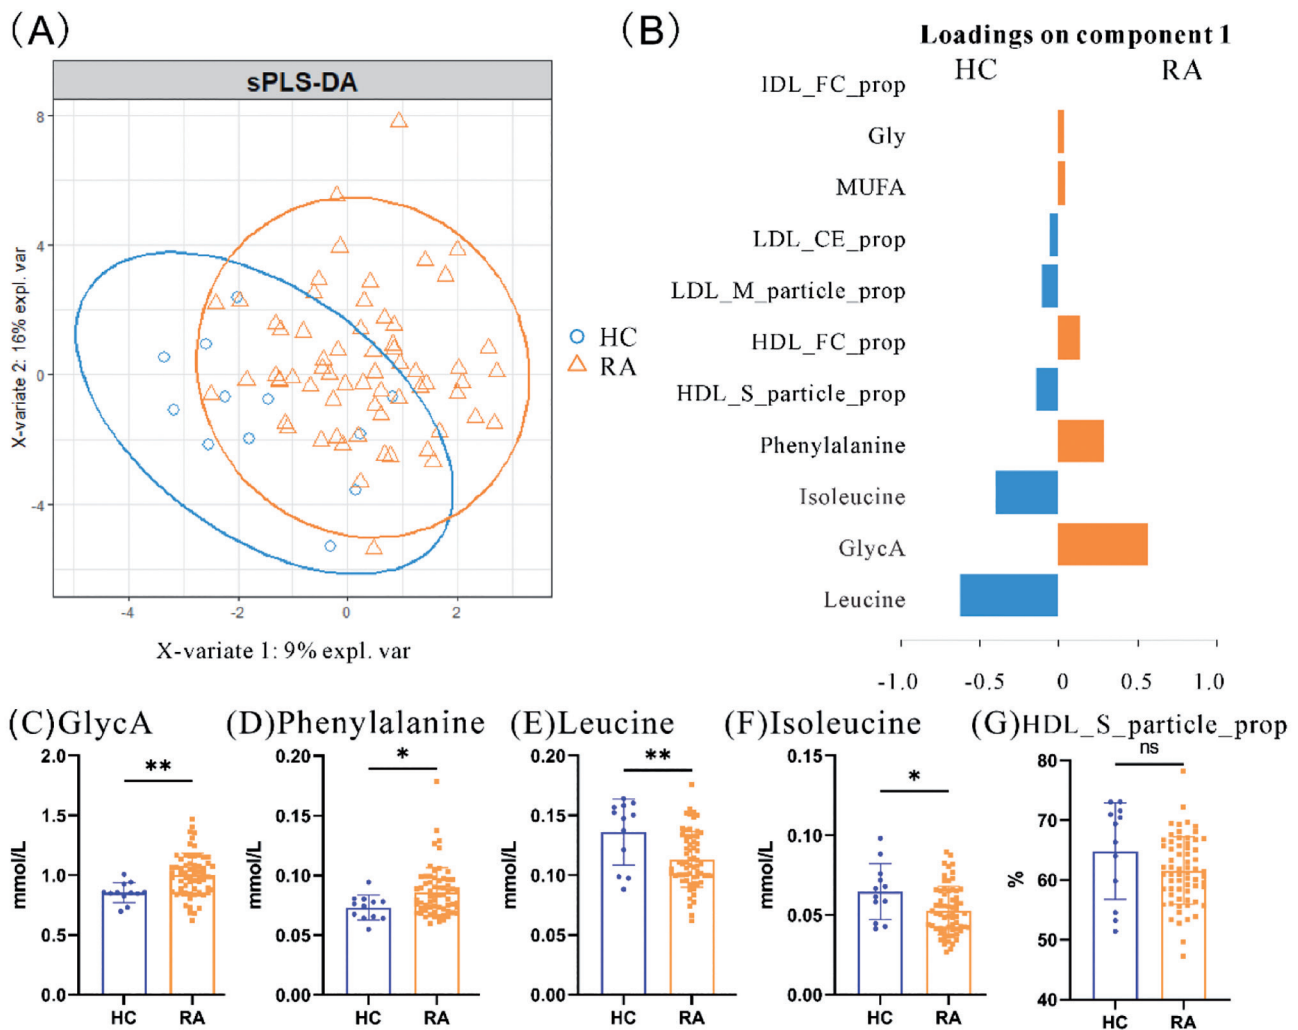 (A)
sPLS-DA
8
4
0
-4
X-variate 2: 16% expl. var
-4 -2 0 2
X-variate 1: 9% expl. var
HC
RA
(B)
Loadings on component 1
HC RA
IDL_FC_prop
Gly
MUFA
LDL_CE_prop
LDL_M_particle_prop
HDL_FC_prop
HDL_S_particle_prop
Phenylalanine
Isoleucine
GlycA
Leucine
-1.0 -0.5 0 0.5 1.0
(C)GlycA
**
2.0
1.5
1.0
0.5
0.0
mmol/L
HC RA
(D)Phenylalanine
*
0.20
0.15
0.10
0.05
0.00
mmol/L
HC RA
(E)Leucine
**
0.20
0.15
0.10
0.05
0.00
mmol/L
HC RA
(F)Isoleucine
*
0.15
0.10
0.05
0.00
mmol/L
HC RA
(G)HDL_S_particle_prop
ns
80
70
60
50
40
%
HC RA